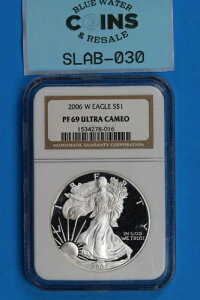 BLUE WATER
COINS
& RESALE
SLAB-030
2006 W EAGLE S$1
PF 69 ULTRA CAMEO
1534278-016
NUMISMATIC GUARANTY CORPORATION
IN GOD
WE TRUST
2006